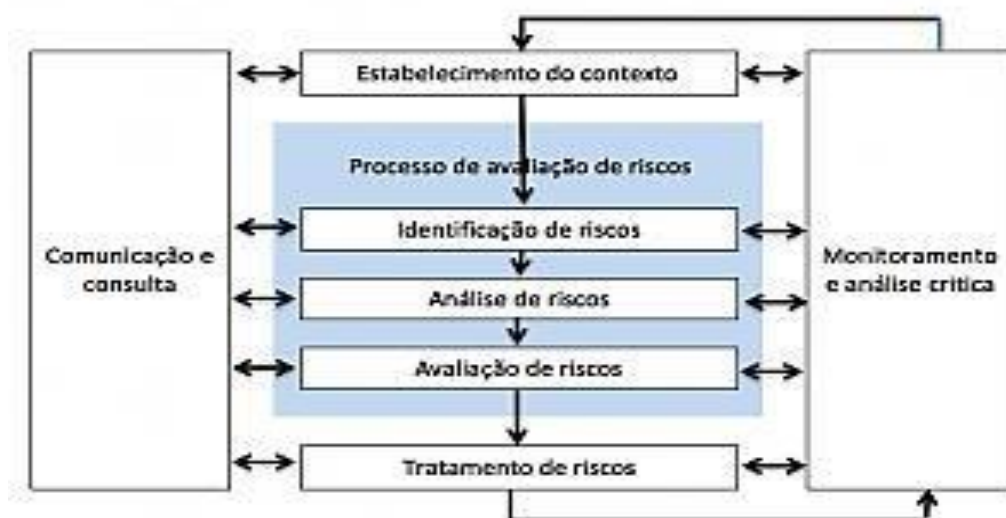 Estabelecimento do contexto
Processo de avaliação de riscos
Identificação de riscos
Comunicação e
consulta
Análise de riscos
Monitoramento
e análise crítica
Avaliação de riscos
Tratamento de riscos